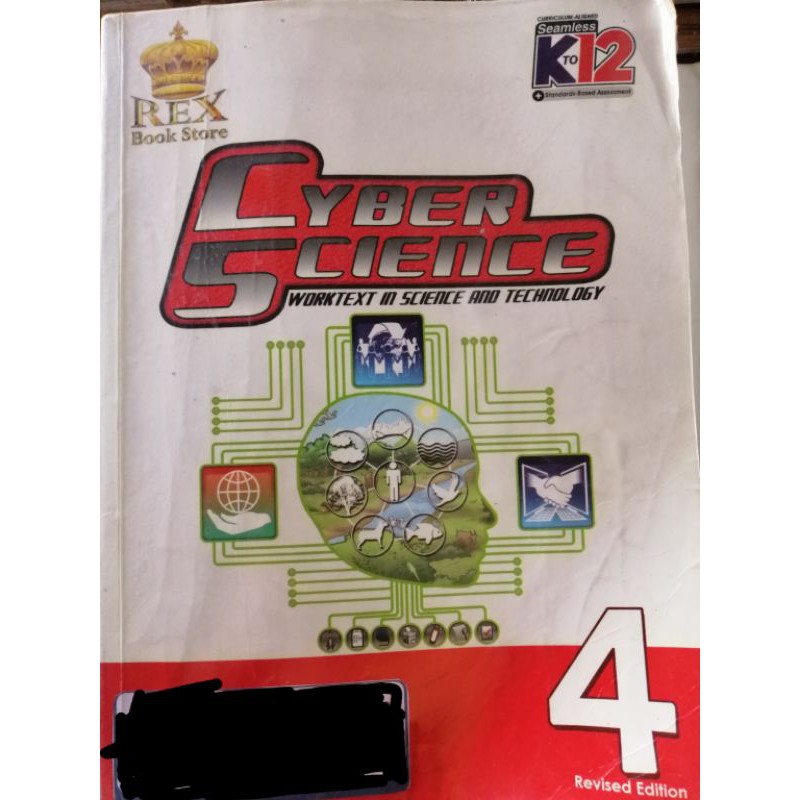 REX
Book Store
CURRICULUM-ALIGNED
Seamless
K TO 12
+ Standards-Based Assessment
CYBER
SCIENCE
WORKTEXT IN SCIENCE AND TECHNOLOGY
4
Revised Edition